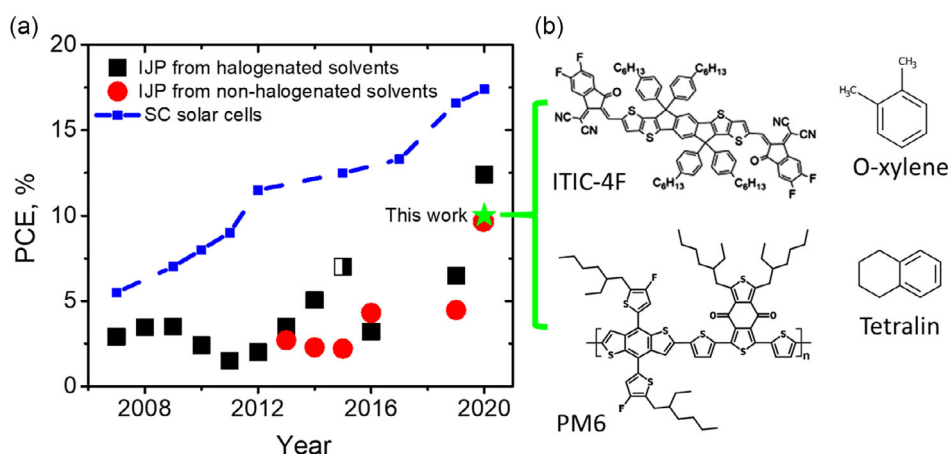 (a)
20
15
10
5
0
PCE, %
IJP from halogenated solvents
IJP from non-halogenated solvents
SC solar cells
This work
2008
2012
2016
2020
Year
(b)
F
F
O
NC
CN
S
S
C₆H₁₃
C₆H₁₃
S
S
CN
CN
O
F
F
C₆H₁₃
C₆H₁₃
ITIC-4F
CH₃
H₃C
O-xylene
F
S
S
S
S
F
S
O
O
S
S
S
n
PM6
Tetralin